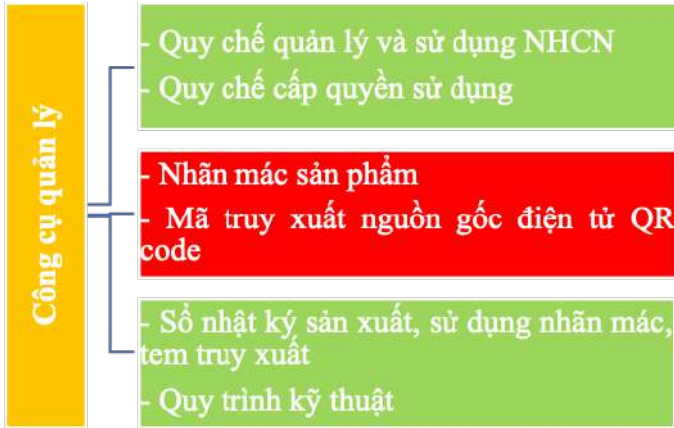 Công cụ quản lý
- Quy chế quản lý và sử dụng NHCN
- Quy chế cấp quyền sử dụng
- Nhãn mác sản phẩm
- Mã truy xuất nguồn gốc điện tử QR
code
- Sổ nhật ký sản xuất, sử dụng nhãn mác,
tem truy xuất
- Quy trình kỹ thuật